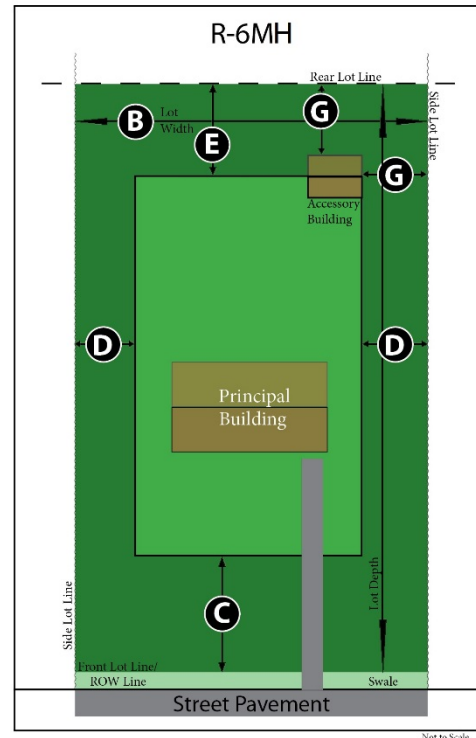 R-6MH
Rear Lot Line
Side Lot Line
B
Lot
Width
E
G
G
Accessory
Building
D
D
Principal
Building
C
Lot Depth
Side Lot Line
Front Lot Line/
ROW Line
Swale
Street Pavement
Not to Scale